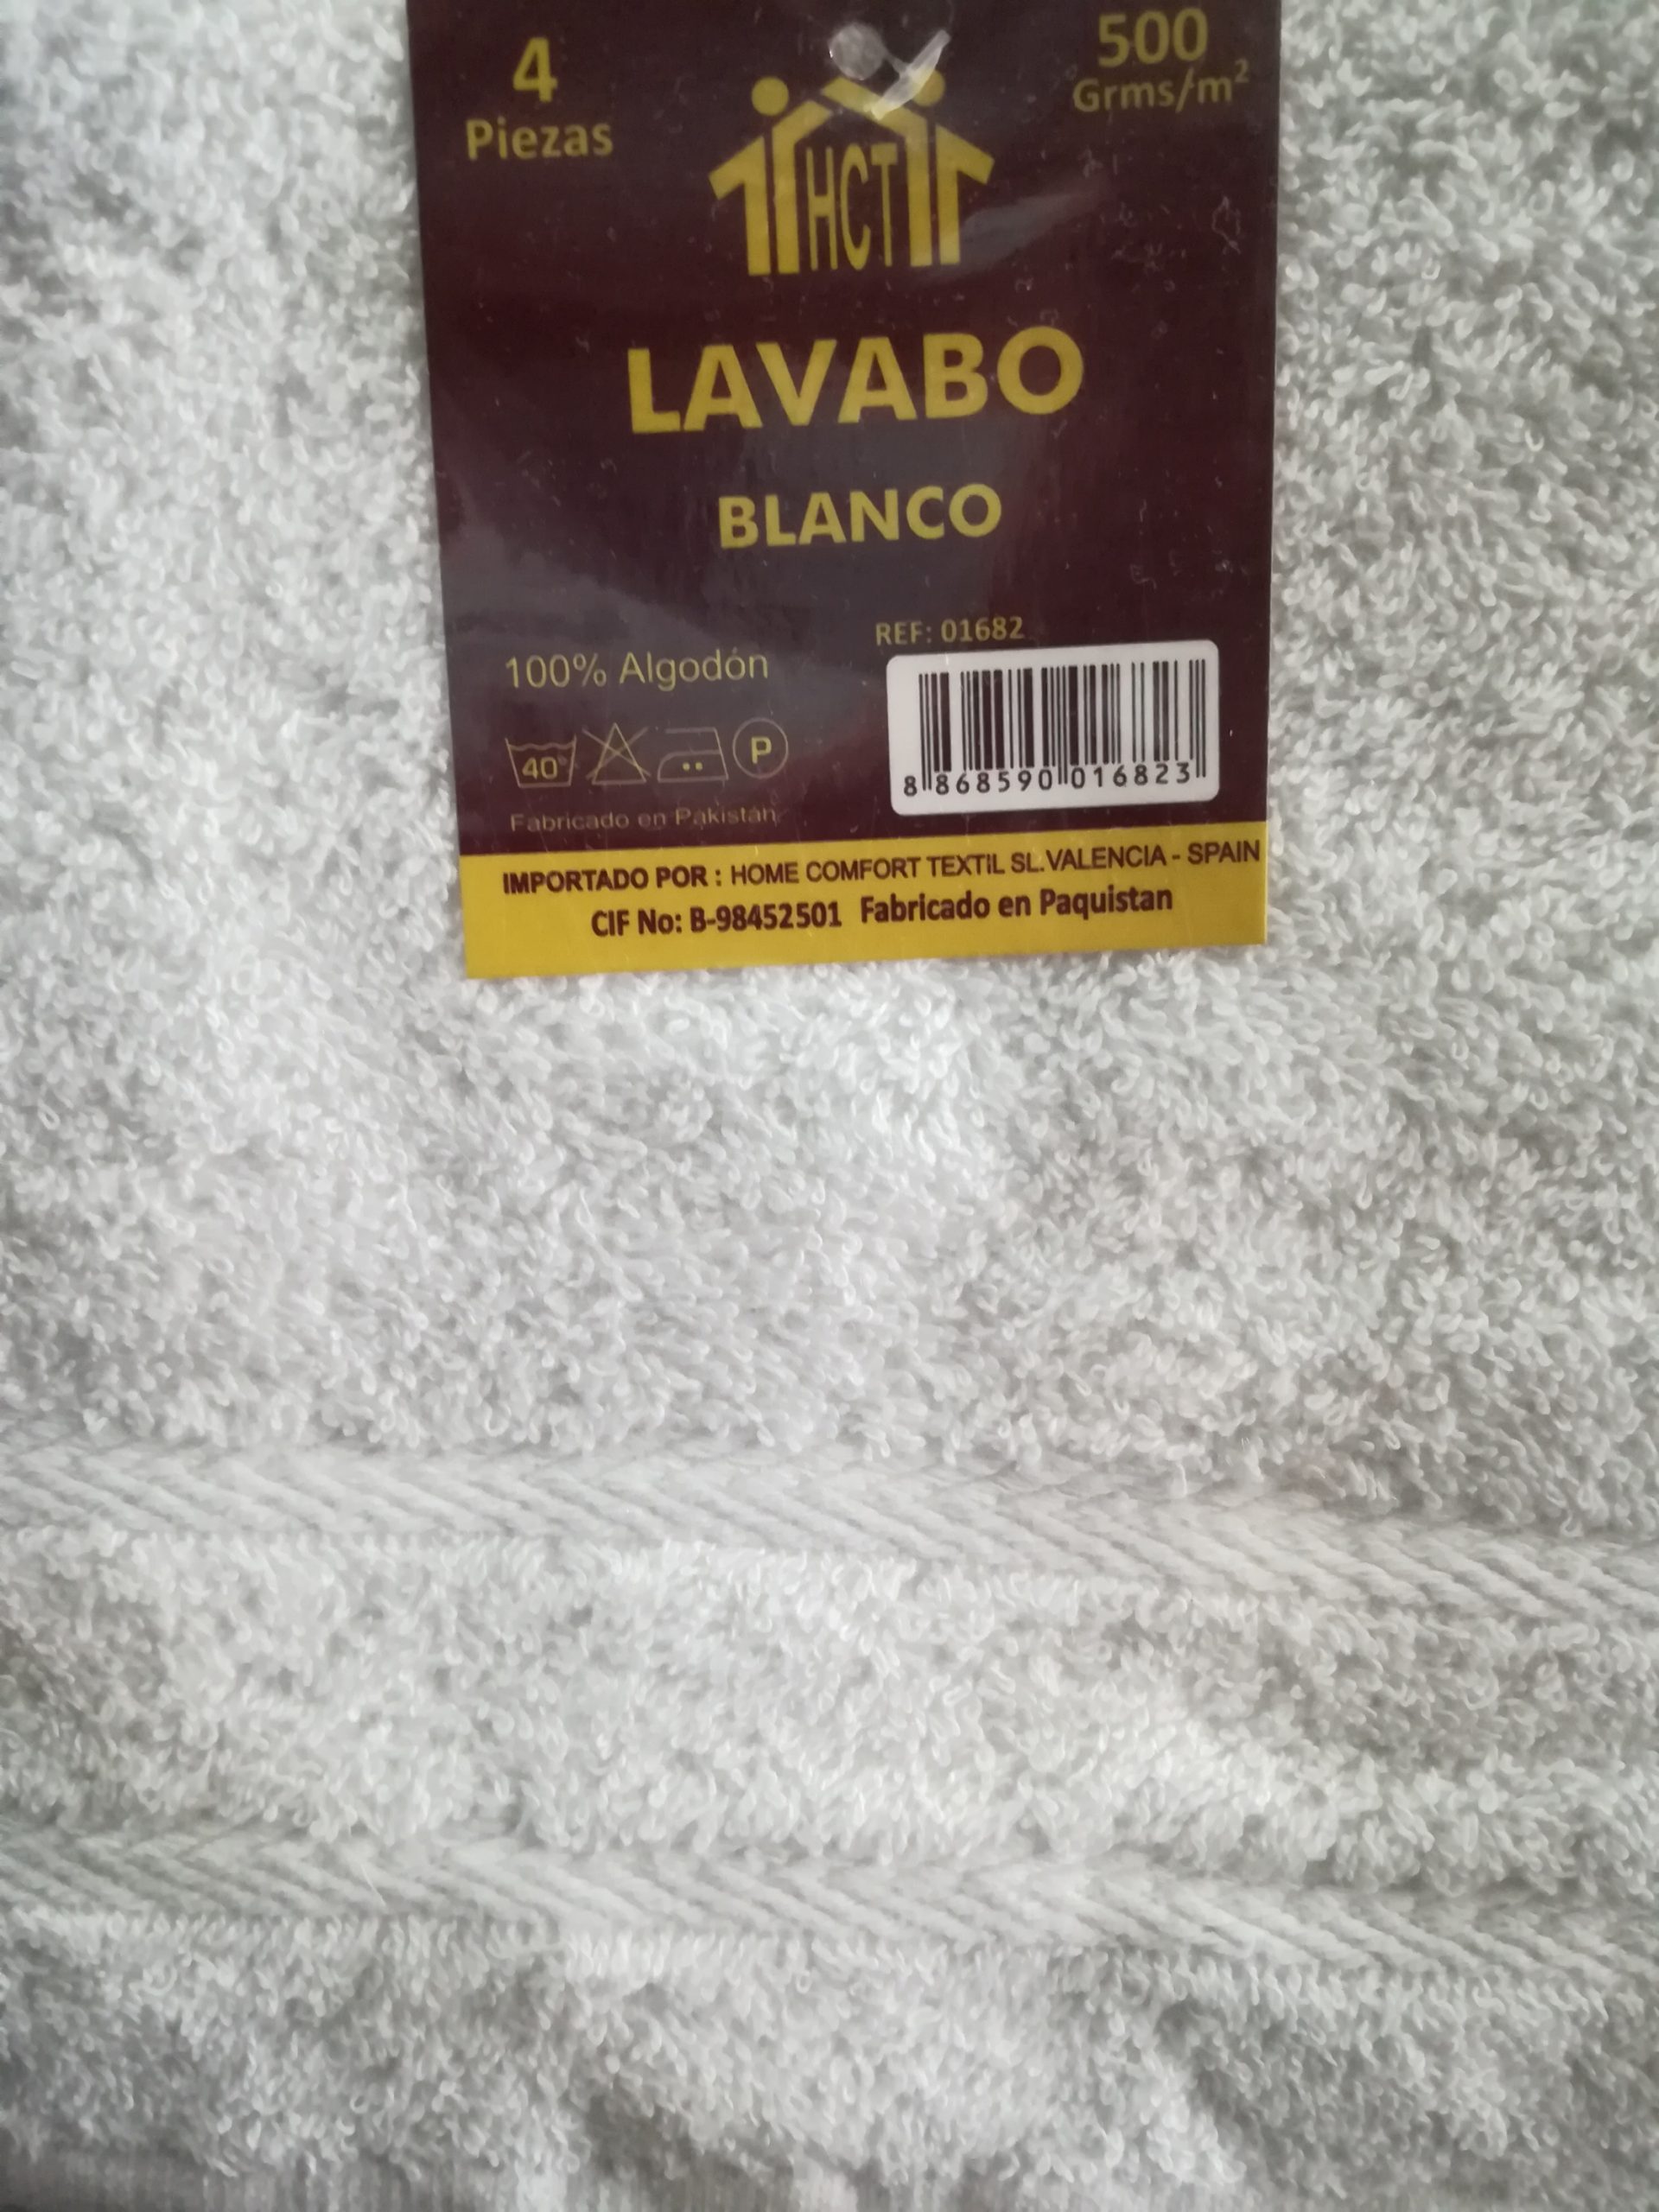 4
Piezas
500
Grms/m²
HCT
LAVABO
BLANCO
REF: 01682
100% Algodón
40°
P
8 868590 016823
Fabricado en Pakistán
IMPORTADO POR : HOME COMFORT TEXTIL SL.VALENCIA - SPAIN
CIF No: B-98452501 Fabricado en Paquistan